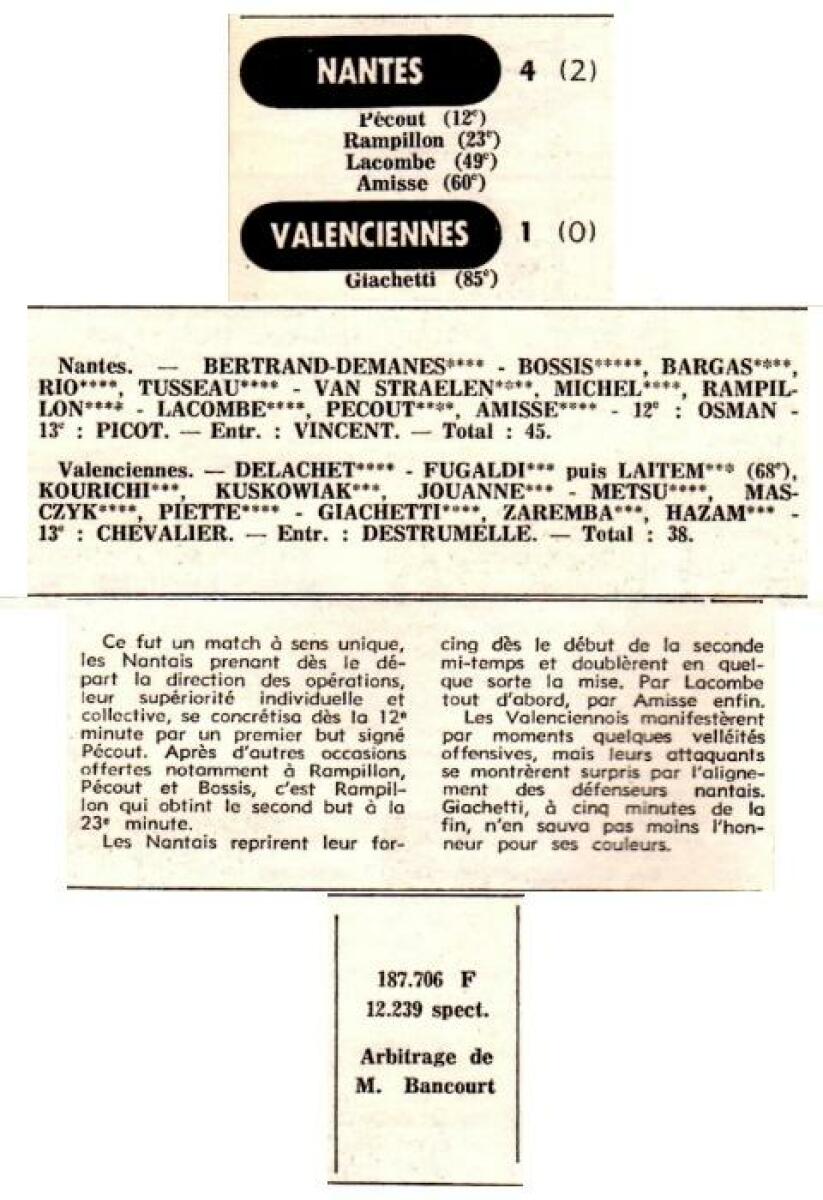 NANTES 4 (2)
Pécout (12e)
Rampillon (23e)
Lacombe (49e)
Amisse (60e)
VALENCIENNES 1 (0)
Giachetti (85e)
Nantes. — BERTRAND-DEMANES**** - BOSSIS*****, BARGAS****,
RIO****, TUSSEAU**** - VAN STRAELEN****, MICHEL****, RAMPIL-
LON**** - LACOMBE****, PECOUT****, AMISSE**** - 12e : OSMAN -
13e : PICOT. — Entr. : VINCENT. — Total : 45.
Valenciennes. — DELACHET**** - FUGALDI*** puis LAITEM*** (68e),
KOURICHI***, KUSKOWIAK***, JOUANNE*** - METSU****, MAS-
CZYK****, PIETTE**** - GIACHETTI****, ZAREMBA***, HAZAM*** -
13e : CHEVALIER. — Entr. : DESTRUMELLE. — Total : 38.
Ce fut un match à sens unique,
les Nantais prenant dès le dé-
part la direction des opérations,
leur supériorité individuelle et
collective, se concrétisa dès la 12e
minute par un premier but signé
Pécout. Après d'autres occasions
offertes notamment à Rampillon,
Pécout et Bossis, c'est Rampil-
lon qui obtint le second but à la
23e minute.
Les Nantais reprirent leur for-
cing dès le début de la seconde
mi-temps et doublèrent en quel-
que sorte la mise. Par Lacombe
tout d'abord, par Amisse enfin.
Les Valenciennois manifestèrent
par moments quelques velléités
offensives, mais leurs attaquants
se montrèrent surpris par l'aligne-
ment des défenseurs nantais.
Giachetti, à cinq minutes de la
fin, n'en sauva pas moins l'hon-
neur pour ses couleurs.
187.706 F
12.239 spect.
Arbitrage de
M. Bancourt